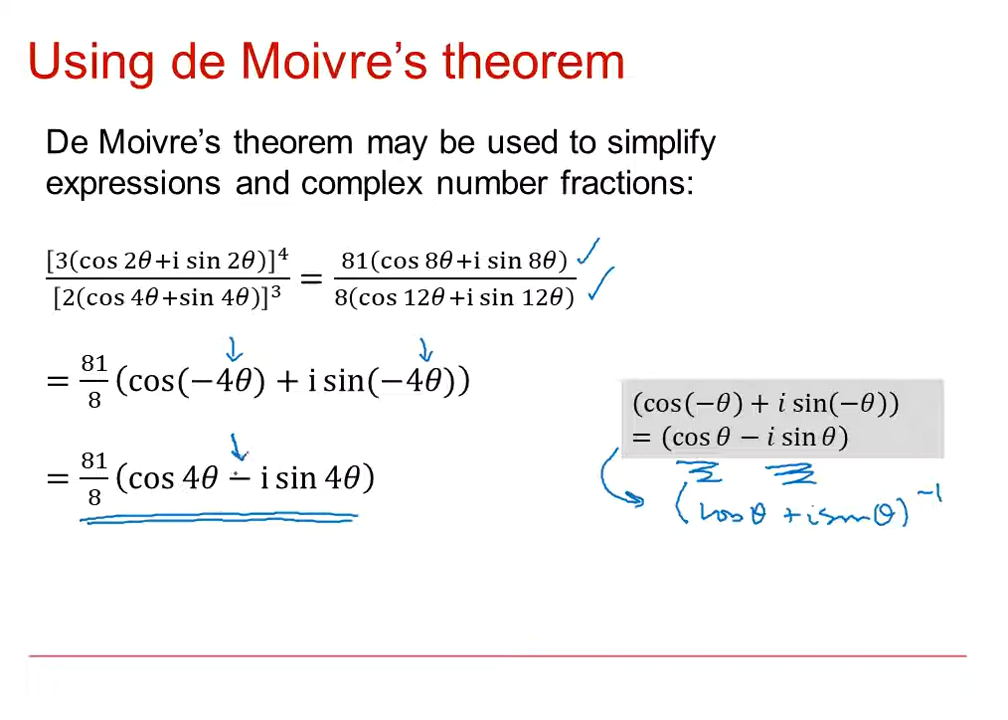 Using de Moivre's theorem
De Moivre's theorem may be used to simplify
expressions and complex number fractions:
[3(cos 2θ+i sin 2θ)]⁴ / [2(cos 4θ+sin 4θ)]³ = 81(cos 8θ+i sin 8θ) / 8(cos 12θ+i sin 12θ)
= 81/8 (cos(−4θ) + i sin(−4θ))
= 81/8 (cos 4θ − i sin 4θ)
(cos(−θ) + i sin(−θ))
= (cos θ − i sin θ)
(cos θ + i sin θ)⁻¹